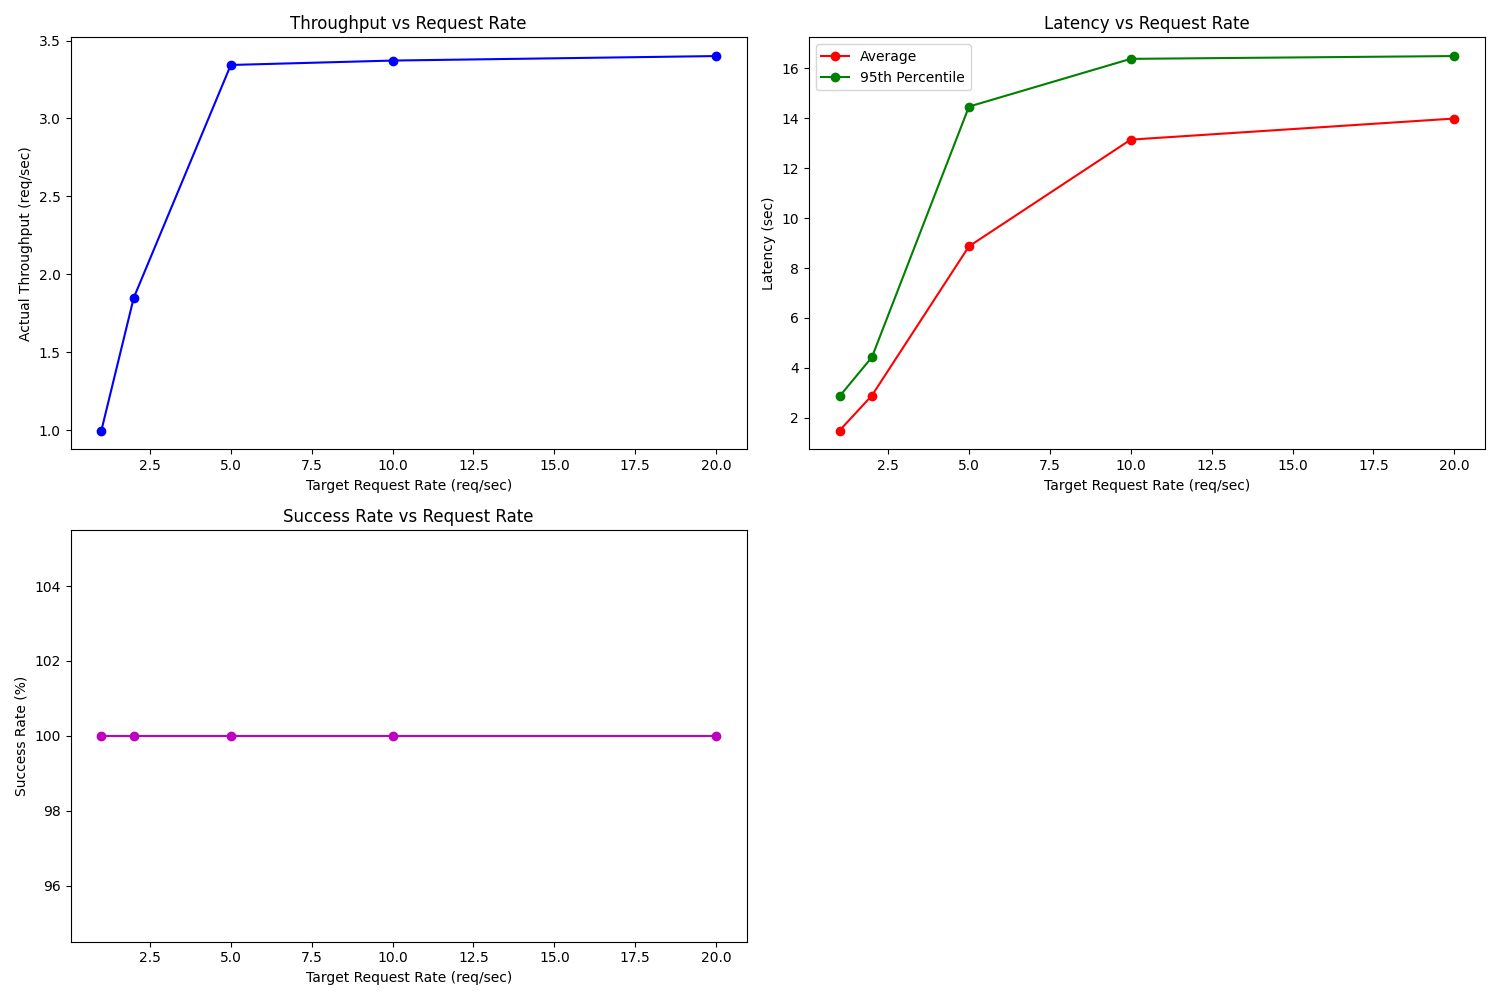 Throughput vs Request Rate
Actual Throughput (req/sec)
3.5
3.0
2.5
2.0
1.5
1.0
2.5 5.0 7.5 10.0 12.5 15.0 17.5 20.0
Target Request Rate (req/sec)
Latency vs Request Rate
Average
95th Percentile
Latency (sec)
16
14
12
10
8
6
4
2
2.5 5.0 7.5 10.0 12.5 15.0 17.5 20.0
Target Request Rate (req/sec)
Success Rate vs Request Rate
Success Rate (%)
104
102
100
98
96
2.5 5.0 7.5 10.0 12.5 15.0 17.5 20.0
Target Request Rate (req/sec)